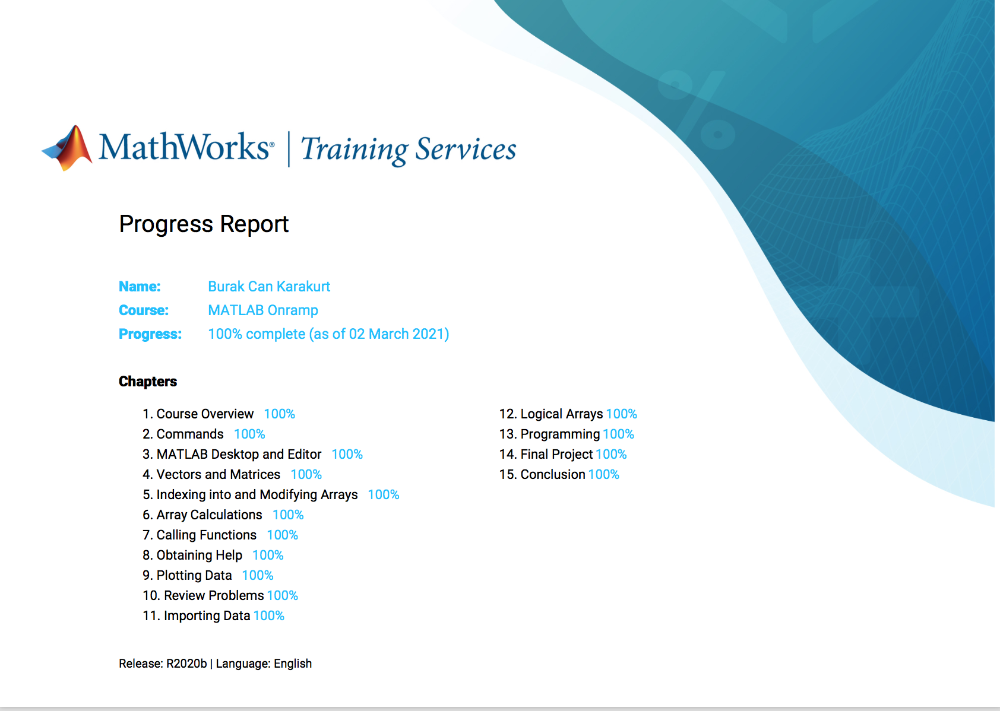 MathWorks® | Training Services
Progress Report
Name: Burak Can Karakurt
Course: MATLAB Onramp
Progress: 100% complete (as of 02 March 2021)
Chapters
1. Course Overview 100%
2. Commands 100%
3. MATLAB Desktop and Editor 100%
4. Vectors and Matrices 100%
5. Indexing into and Modifying Arrays 100%
6. Array Calculations 100%
7. Calling Functions 100%
8. Obtaining Help 100%
9. Plotting Data 100%
10. Review Problems 100%
11. Importing Data 100%
12. Logical Arrays 100%
13. Programming 100%
14. Final Project 100%
15. Conclusion 100%
Release: R2020b | Language: English